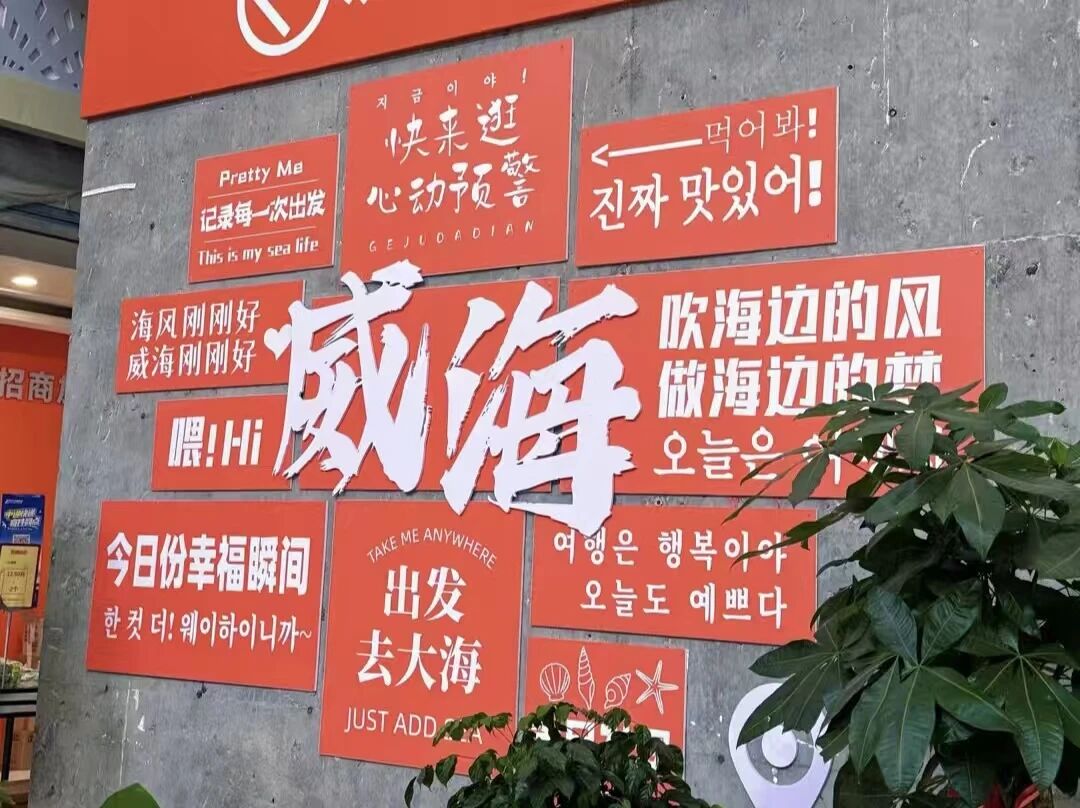 지금이야!
快来逛
心动预警
GEJUDADIAN
Pretty Me
记录每一次出发
This is my sea life
먹어봐!
진짜 맛있어!
海风刚刚好
威海刚刚好
威海
吹海边的风
做海边的梦
오늘은
喂!Hi
今日份幸福瞬间
한 컷 더! 웨이하이니까~
TAKE ME ANYWHERE
出发
去大海
JUST ADD SEA
여행은 행복이야
오늘도 예쁘다
招商